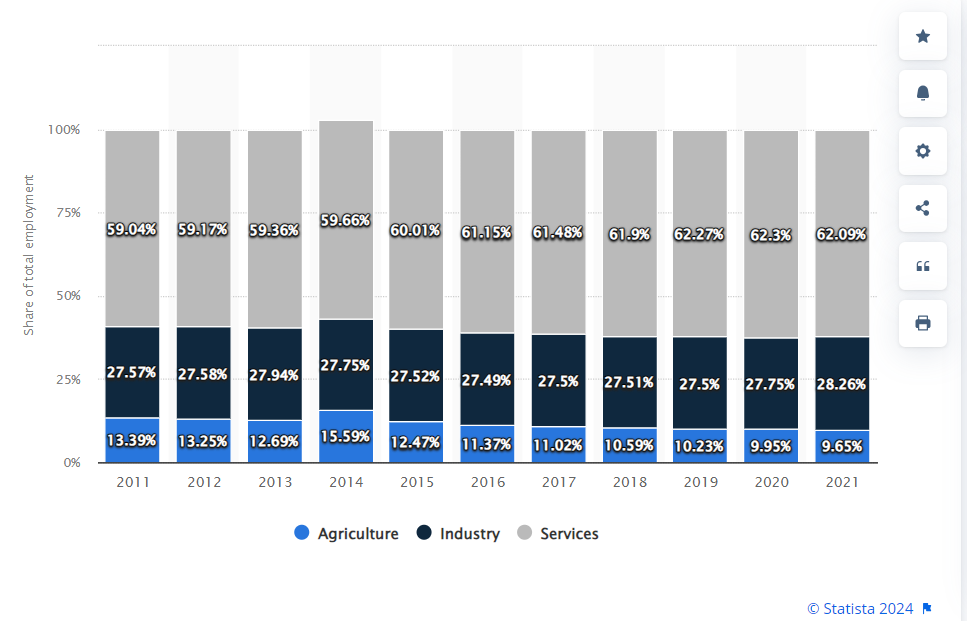 100%
75%
50%
25%
0%
Share of total employment
59.04% 59.17% 59.36% 59.66% 60.01% 61.15% 61.48% 61.9% 62.27% 62.3% 62.09%
27.57% 27.58% 27.94% 27.75% 27.52% 27.49% 27.5% 27.51% 27.5% 27.75% 28.26%
13.39% 13.25% 12.69% 15.59% 12.47% 11.37% 11.02% 10.59% 10.23% 9.95% 9.65%
2011 2012 2013 2014 2015 2016 2017 2018 2019 2020 2021
Agriculture Industry Services
© Statista 2024